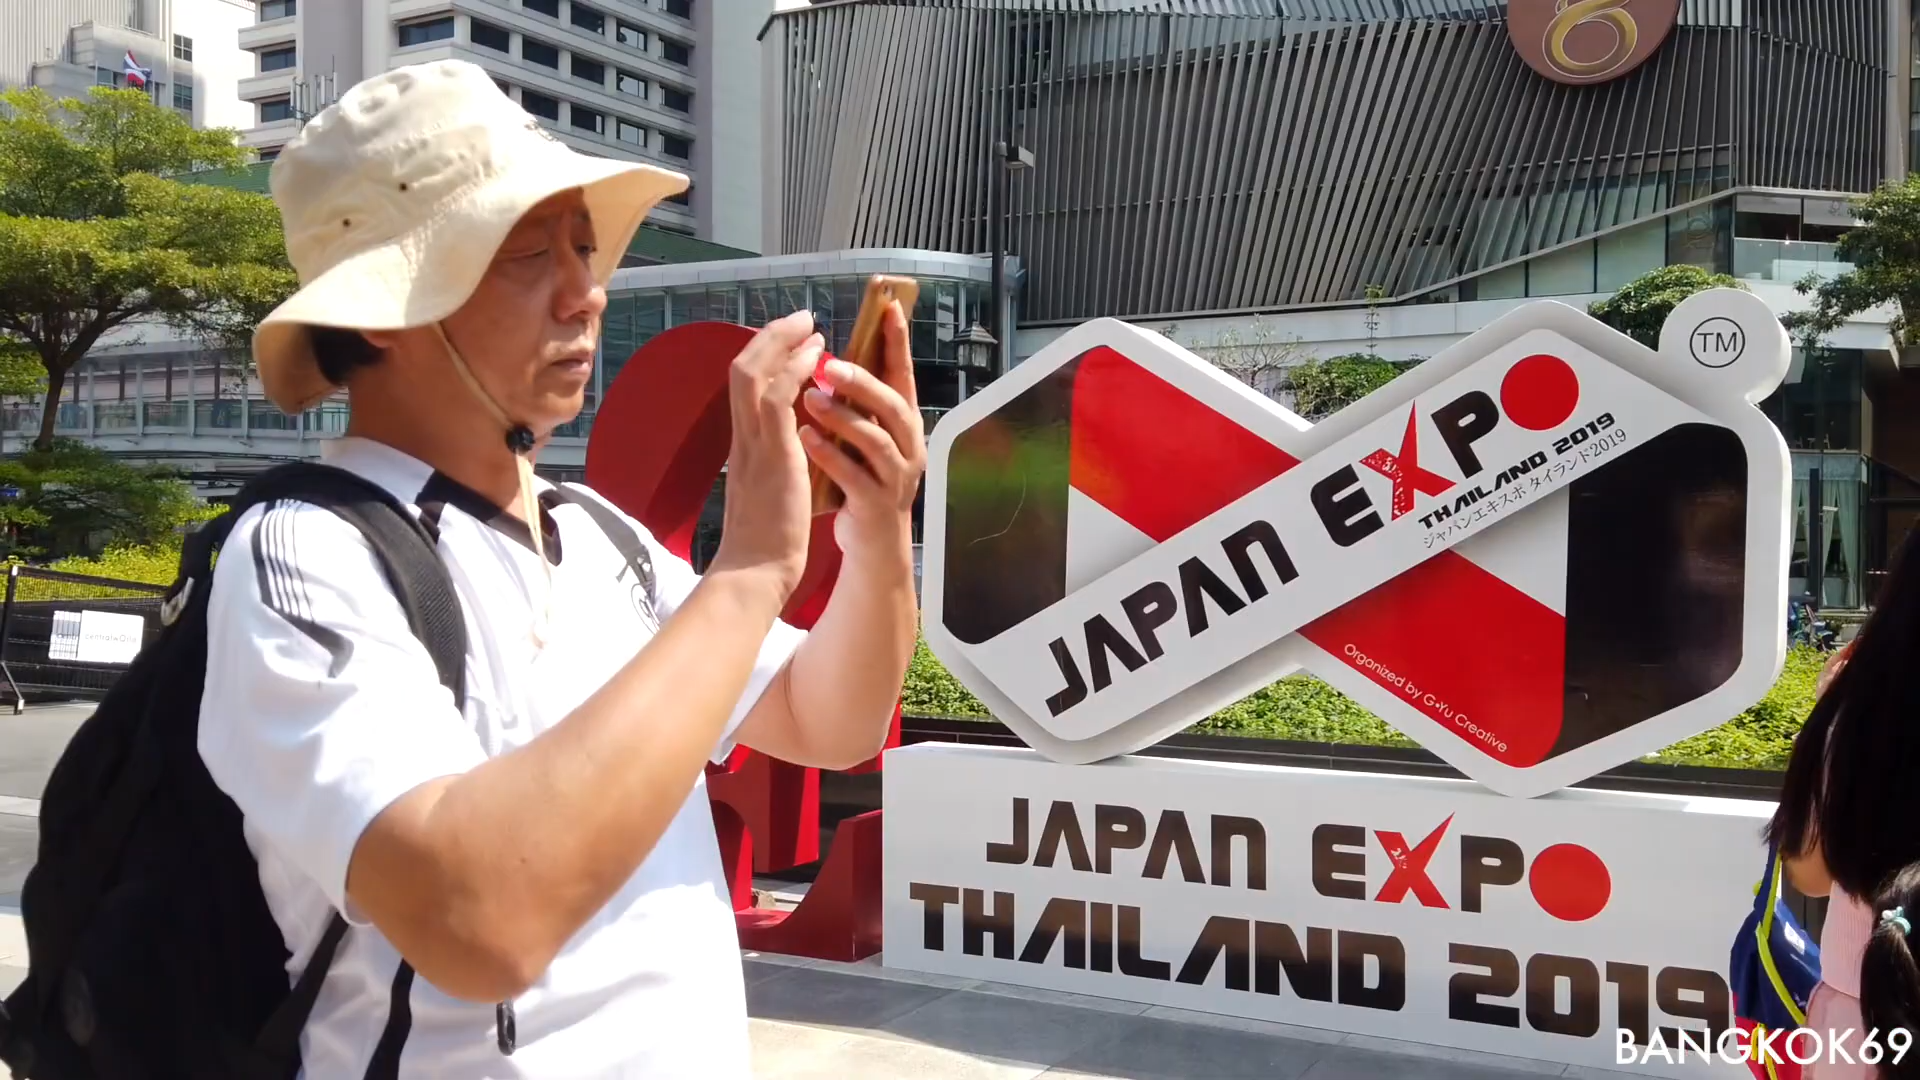 TM
JAPAN EXPO
THAILAND 2019
ジャパンエキスポ タイランド2019
Organized by G•Yu Creative
centralwOrld
JAPAN EXPO
THAILAND 2019
BANGKOK69